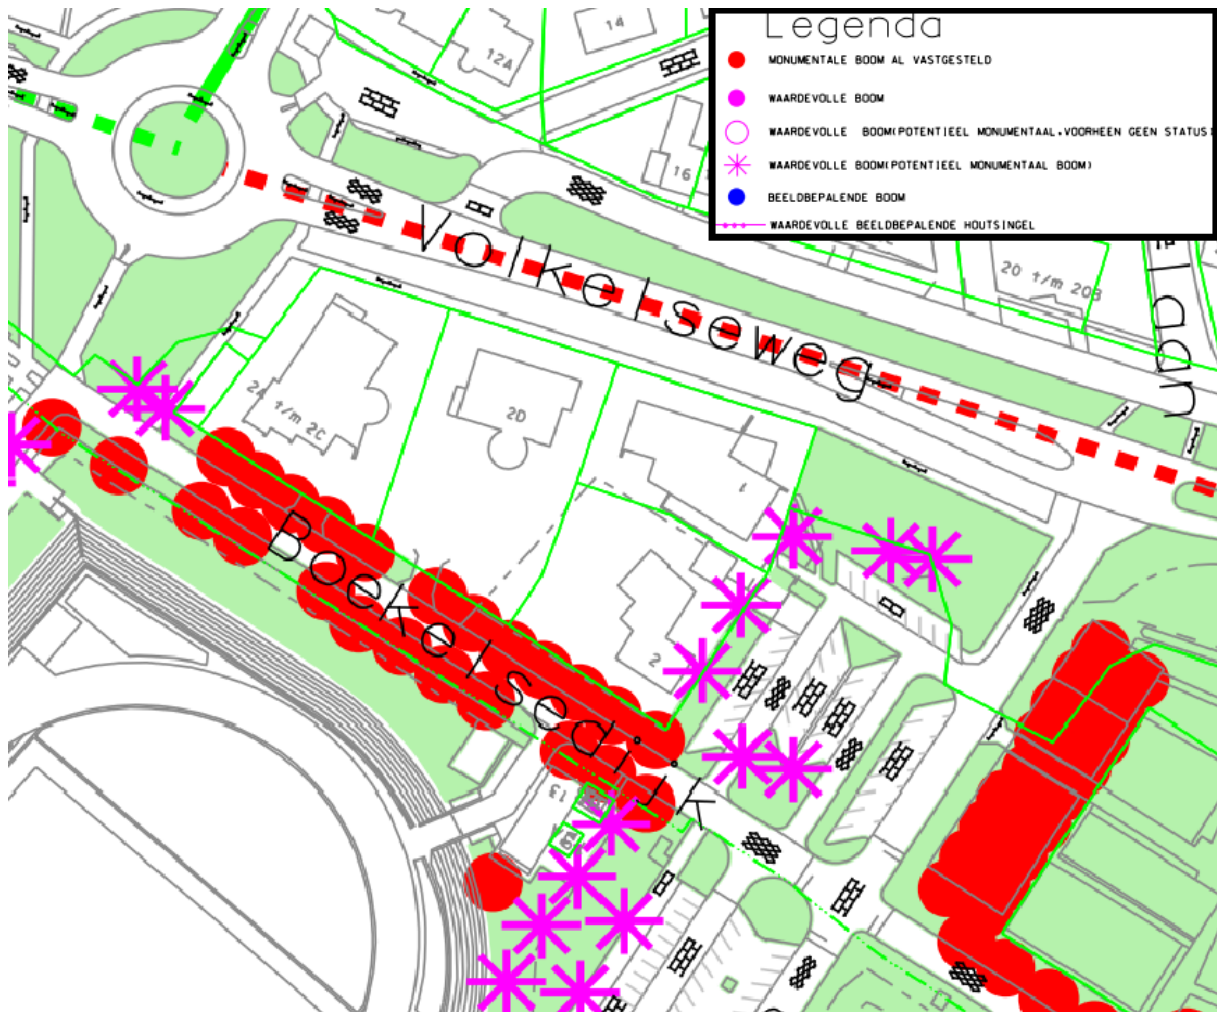 Legenda
MONUMENTALE BOOM AL VASTGESTELD
WAARDEVOLLE BOOM
WAARDEVOLLE BOOM(POTENTIEEL MONUMENTAAL,VOORHEEN GEEN STATUS)
WAARDEVOLLE BOOM(POTENTIEEL MONUMENTAAL BOOM)
BEELDBEPALENDE BOOM
WAARDEVOLLE BEELDBEPALENDE HOUTSINGEL
14
12A
16
20 t/m 20B
Volkelseweg
laan
2A t/m 2C
2D
2
Boekelsedijk
13